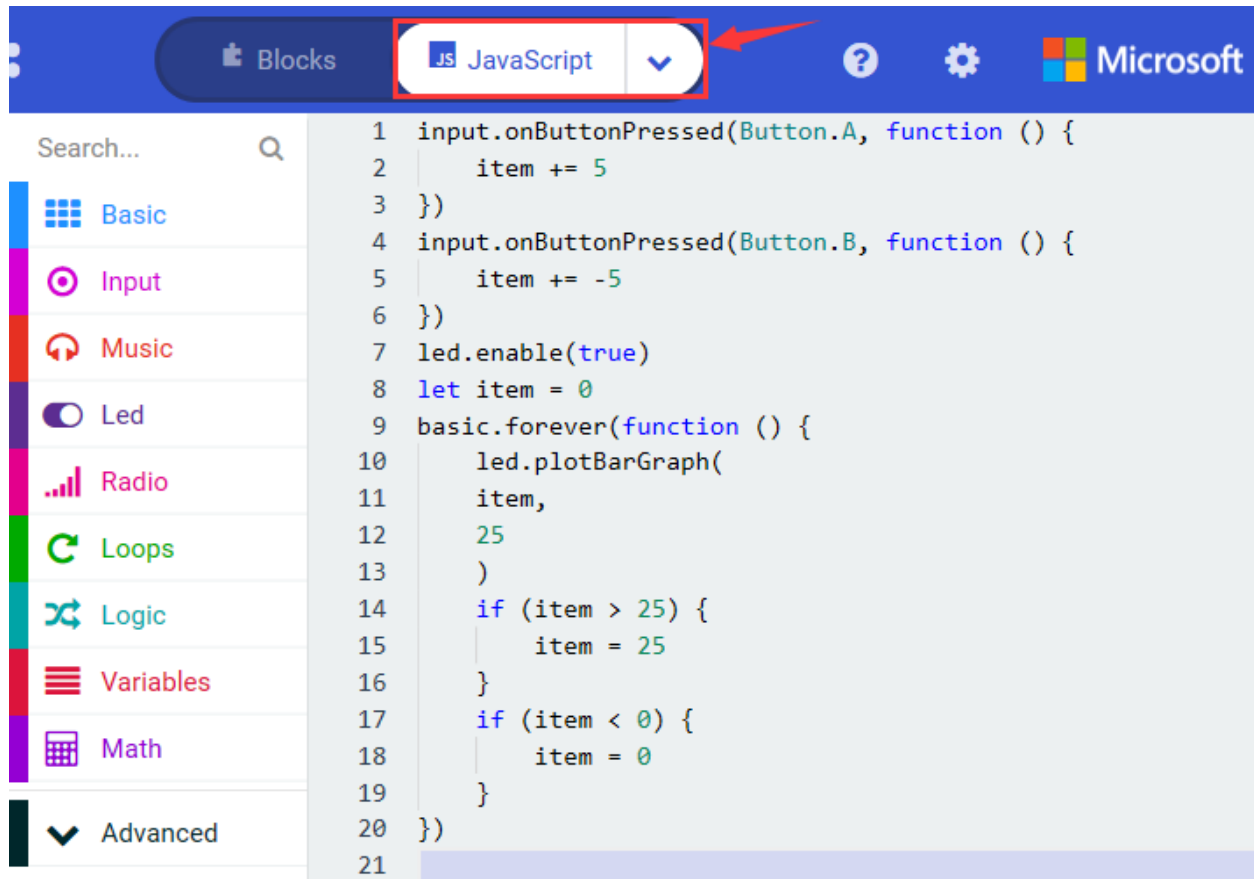 Blocks
JS JavaScript
Microsoft
Search...
Basic
Input
Music
Led
Radio
Loops
Logic
Variables
Math
Advanced
1 input.onButtonPressed(Button.A, function () {
2     item += 5
3 })
4 input.onButtonPressed(Button.B, function () {
5     item += -5
6 })
7 led.enable(true)
8 let item = 0
9 basic.forever(function () {
10     led.plotBarGraph(
11     item,
12     25
13     )
14     if (item > 25) {
15         item = 25
16     }
17     if (item < 0) {
18         item = 0
19     }
20 })
21